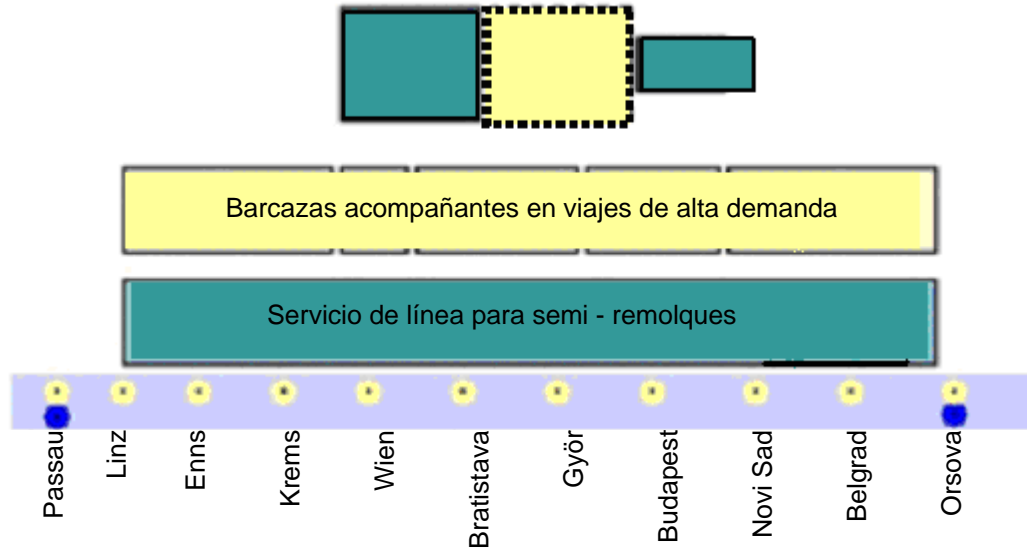 Barcazas acompañantes en viajes de alta demanda
Servicio de línea para semi - remolques
Passau
Linz
Enns
Krems
Wien
Bratistava
Györ
Budapest
Novi Sad
Belgrad
Orsova